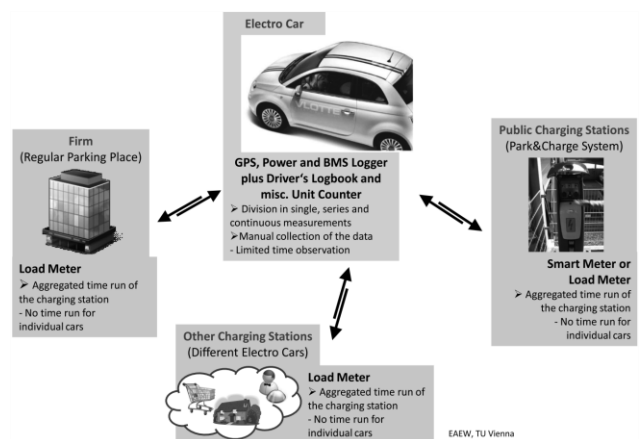 Electro Car
VLOTTE
GPS, Power and BMS Logger
plus Driver's Logbook and
misc. Unit Counter
➢ Division in single, series and
continuous measurements
➢Manual collection of the data
- Limited time observation
Firm
(Regular Parking Place)
Load Meter
➢ Aggregated time run of
the charging station
- No time run for
individual cars
Public Charging Stations
(Park&Charge System)
Smart Meter or
Load Meter
➢ Aggregated time run of
the charging station
- No time run for
individual cars
Other Charging Stations
(Different Electro Cars)
Load Meter
➢ Aggregated time run of
the charging station
- No time run for
individual cars
EAEW, TU Vienna